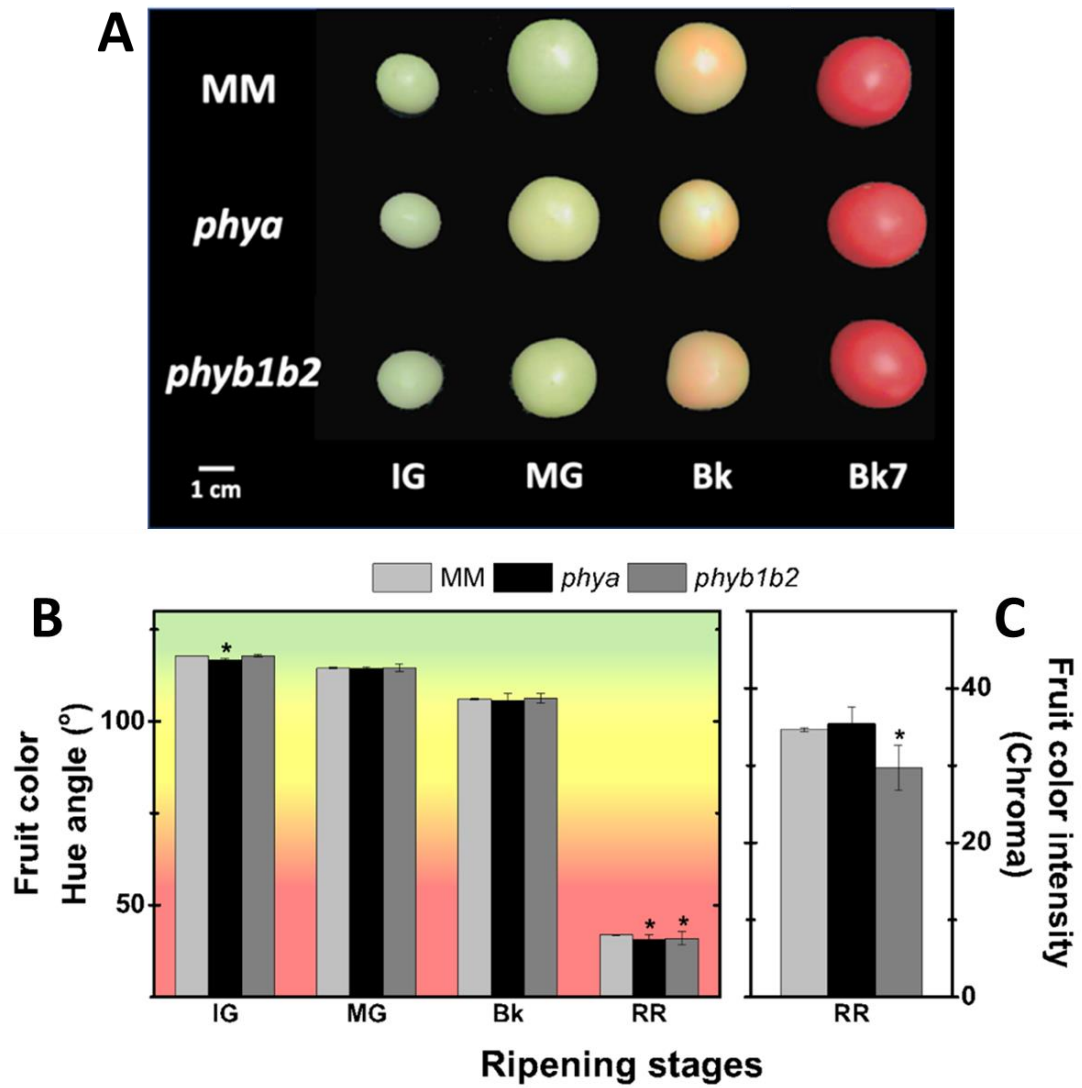 A
MM
phya
phyb1b2
1 cm
IG MG Bk Bk7
MM phya phyb1b2
B
C
Fruit color
Hue angle (º)
100
50
* * *
IG MG Bk RR
*
40
20
0
RR
Fruit color intensity
(Chroma)
Ripening stages